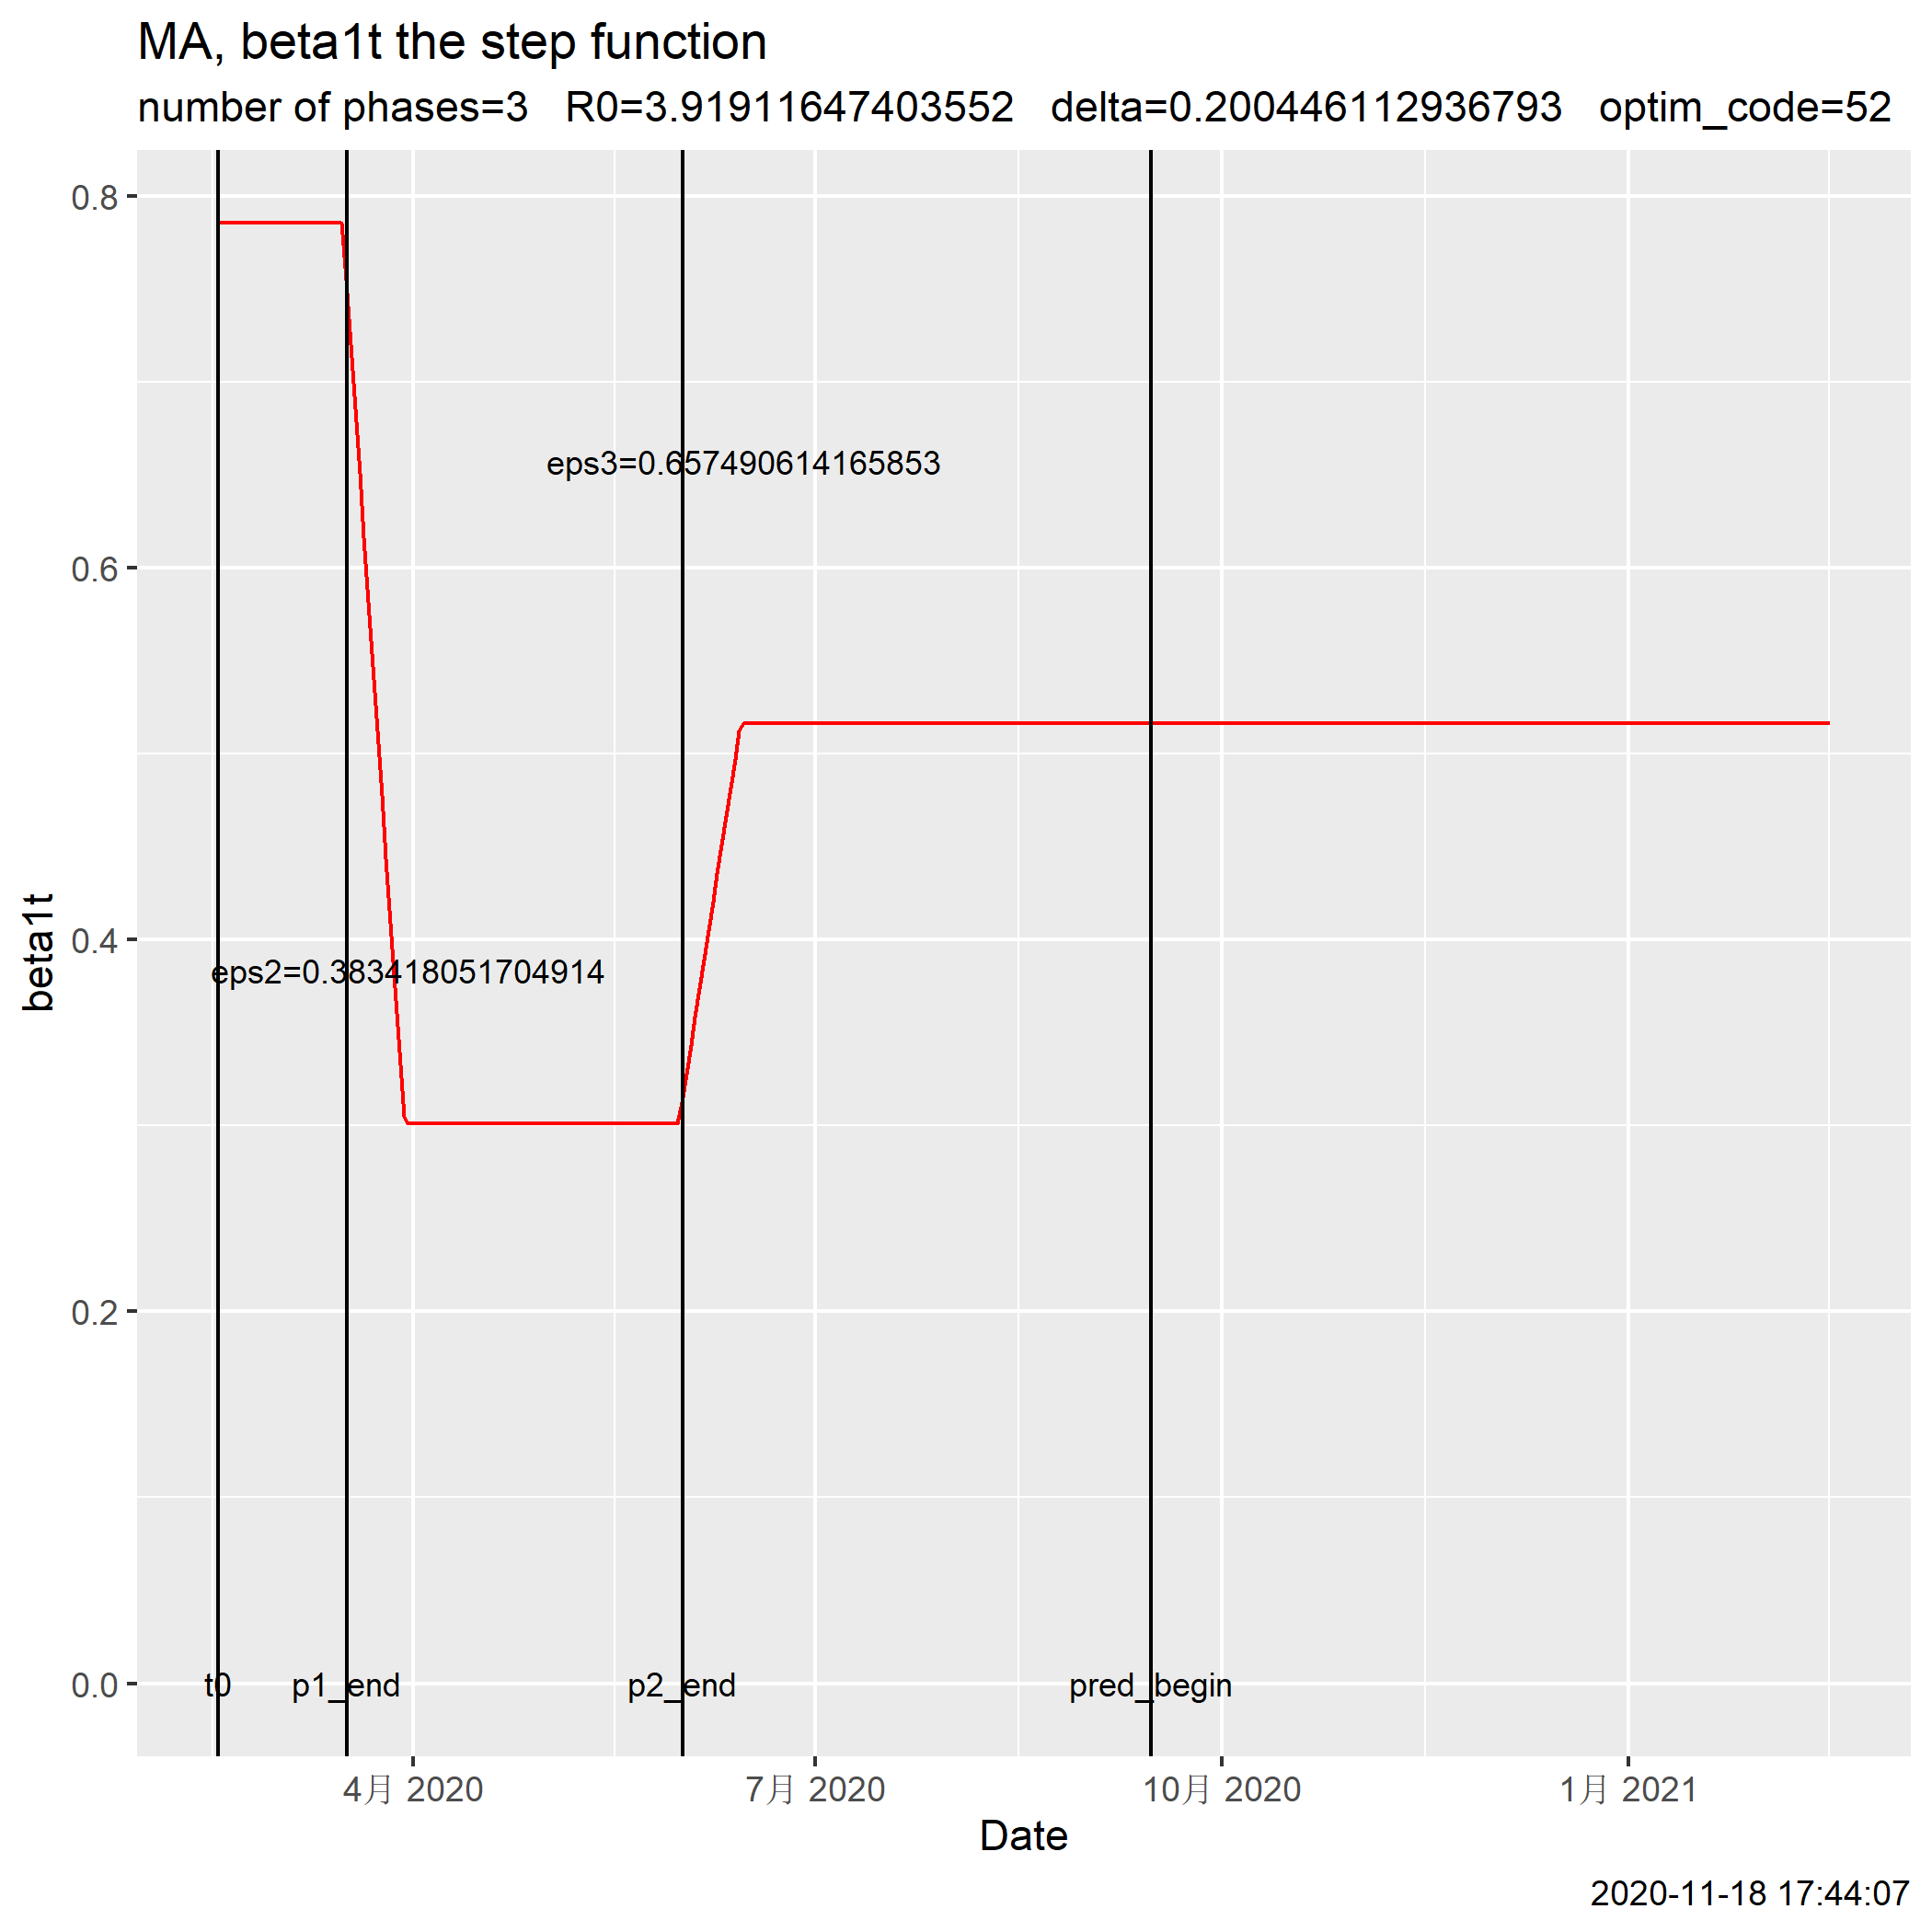 MA, beta1t the step function
number of phases=3   R0=3.91911647403552   delta=0.200446112936793   optim_code=52
0.8
eps3=0.657490614165853
0.6
beta1t
0.4
eps2=0.383418051704914
0.2
0.0
t0 p1_end p2_end pred_begin
4月 2020 7月 2020 10月 2020 1月 2021
Date
2020-11-18 17:44:07